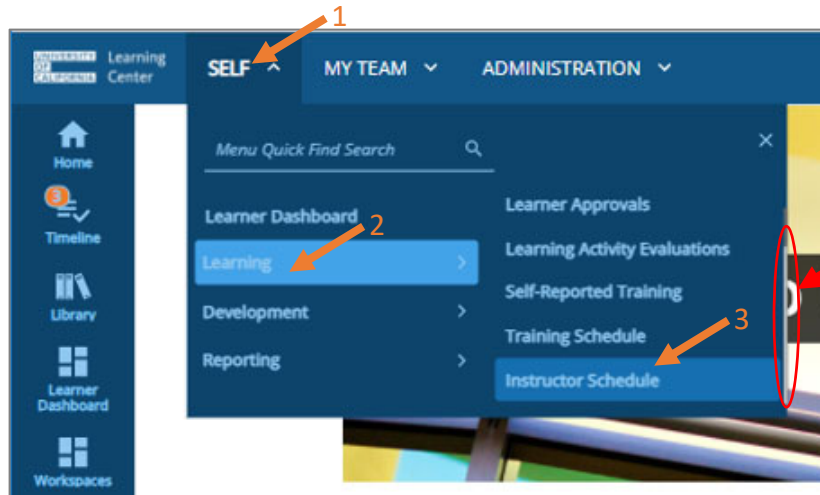 1
UNIVERSITY
OF
CALIFORNIA
Learning
Center
SELF
MY TEAM
ADMINISTRATION
Home
3
Timeline
Library
Learner
Dashboard
Workspaces
Menu Quick Find Search
Learner Dashboard
2
Learning
Development
Reporting
Learner Approvals
Learning Activity Evaluations
Self-Reported Training
Training Schedule
3
Instructor Schedule